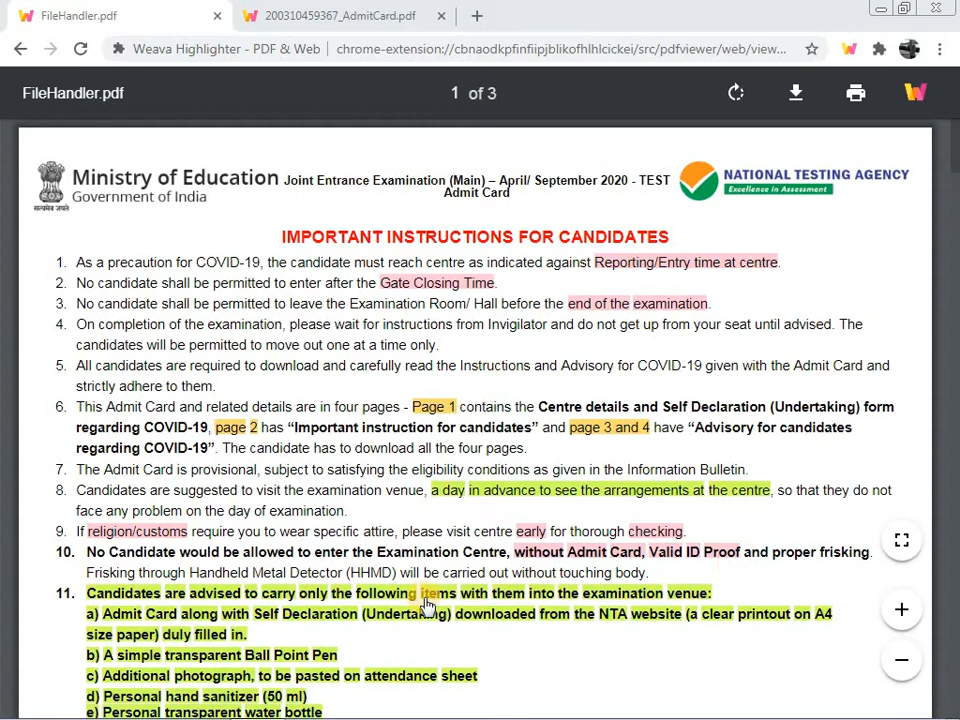 FileHandler.pdf
200310459367_AdmitCard.pdf
Weava Highlighter - PDF & Web
chrome-extension://cbnaodkpfinfiipjblikofhlhlcickei/src/pdfviewer/web/view...
FileHandler.pdf
1 of 3
सत्यमेव जयते
Ministry of Education
Government of India
Joint Entrance Examination (Main) – April/ September 2020 - TEST
Admit Card
NATIONAL TESTING AGENCY
Excellence in Assessment
IMPORTANT INSTRUCTIONS FOR CANDIDATES
1. As a precaution for COVID-19, the candidate must reach centre as indicated against Reporting/Entry time at centre.
2. No candidate shall be permitted to enter after the Gate Closing Time.
3. No candidate shall be permitted to leave the Examination Room/ Hall before the end of the examination.
4. On completion of the examination, please wait for instructions from Invigilator and do not get up from your seat until advised. The
candidates will be permitted to move out one at a time only.
5. All candidates are required to download and carefully read the Instructions and Advisory for COVID-19 given with the Admit Card and
strictly adhere to them.
6. This Admit Card and related details are in four pages - Page 1 contains the Centre details and Self Declaration (Undertaking) form
regarding COVID-19, page 2 has “Important instruction for candidates” and page 3 and 4 have “Advisory for candidates
regarding COVID-19”. The candidate has to download all the four pages.
7. The Admit Card is provisional, subject to satisfying the eligibility conditions as given in the Information Bulletin.
8. Candidates are suggested to visit the examination venue, a day in advance to see the arrangements at the centre, so that they do not
face any problem on the day of examination.
9. If religion/customs require you to wear specific attire, please visit centre early for thorough checking.
10. No Candidate would be allowed to enter the Examination Centre, without Admit Card, Valid ID Proof and proper frisking.
Frisking through Handheld Metal Detector (HHMD) will be carried out without touching body.
11. Candidates are advised to carry only the following items with them into the examination venue:
a) Admit Card along with Self Declaration (Undertaking) downloaded from the NTA website (a clear printout on A4
size paper) duly filled in.
b) A simple transparent Ball Point Pen
c) Additional photograph, to be pasted on attendance sheet
d) Personal hand sanitizer (50 ml)
e) Personal transparent water bottle